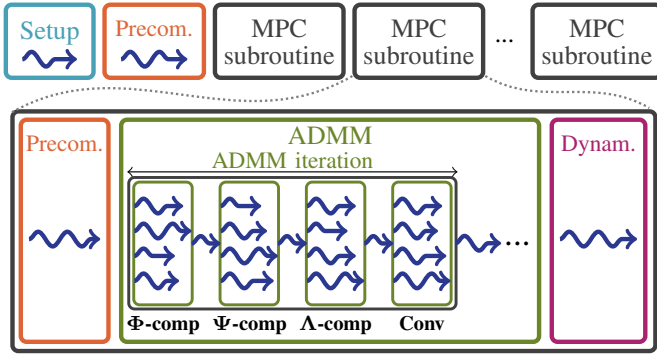 Setup
Precom.
MPC
subroutine
MPC
subroutine
...
MPC
subroutine
Precom.
ADMM
ADMM iteration
Φ-comp Ψ-comp Λ-comp Conv
...
Dynam.